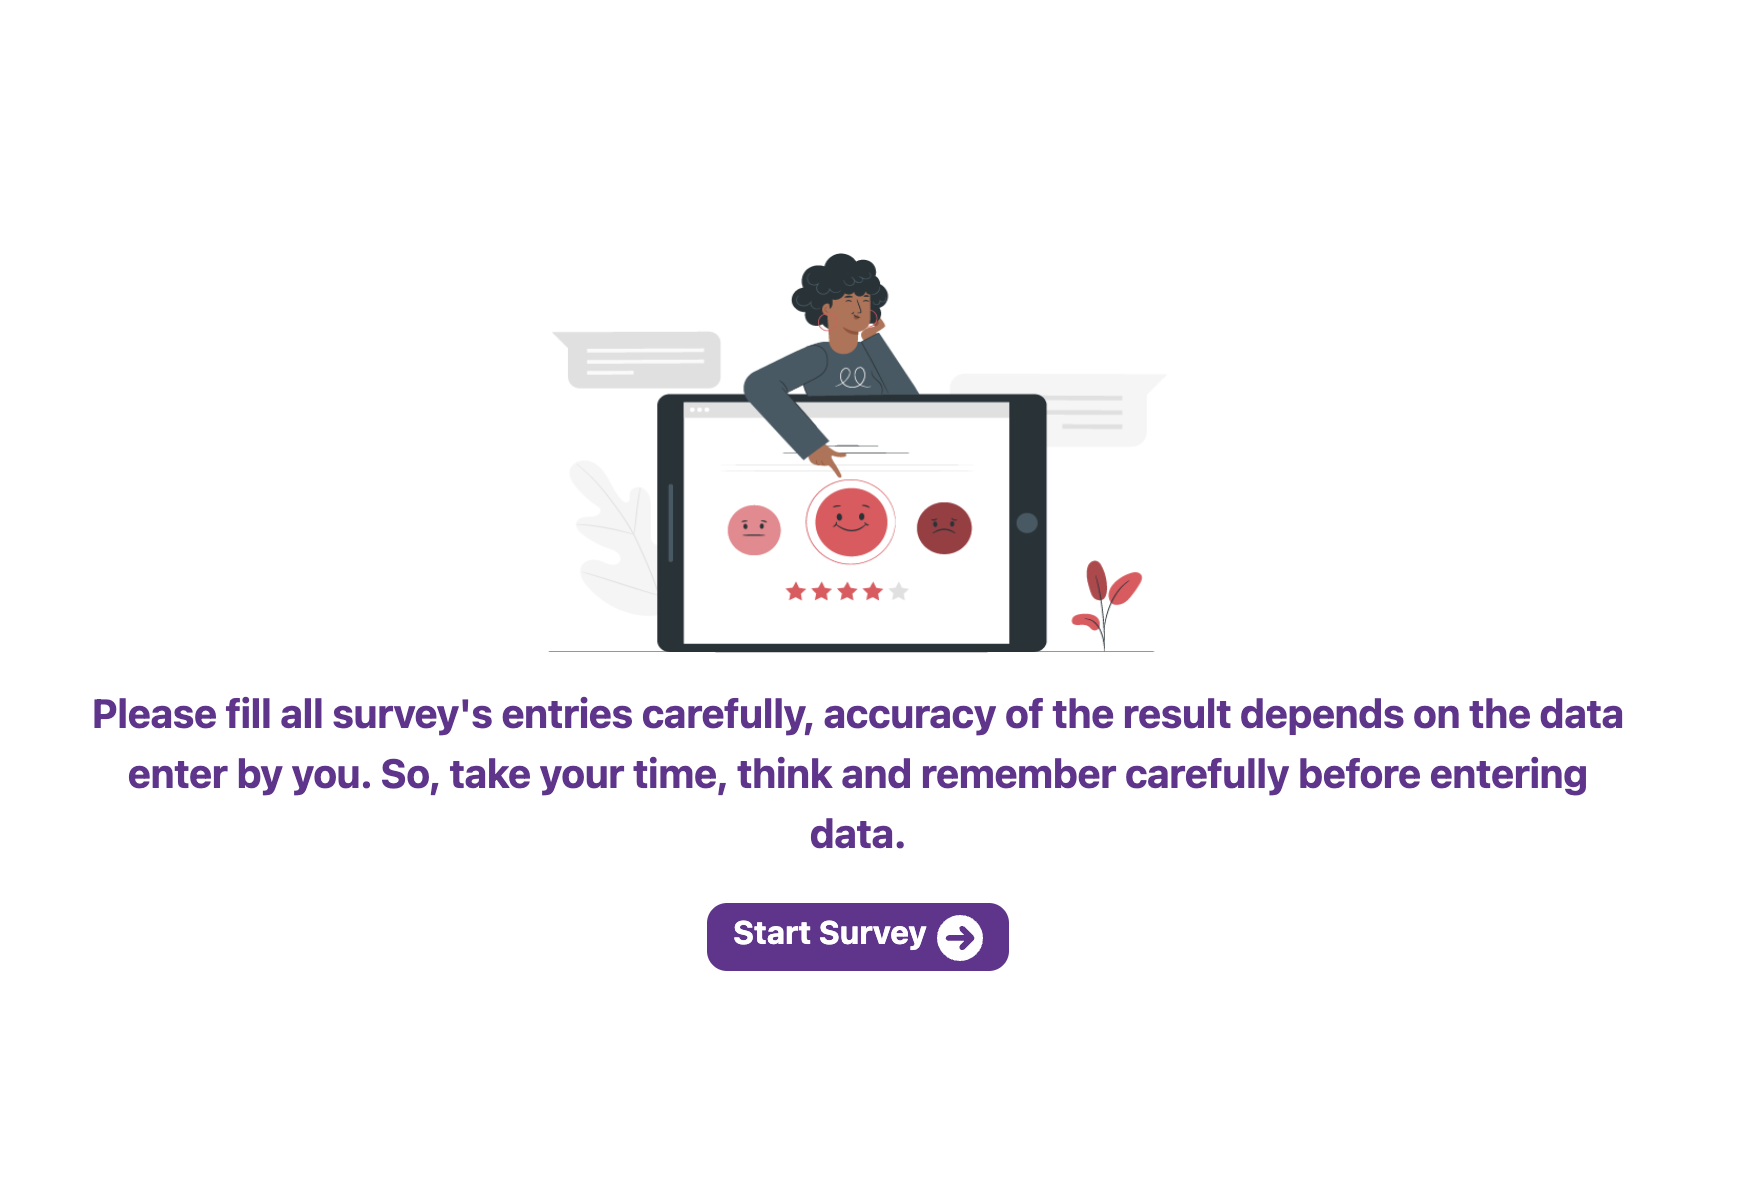 Please fill all survey's entries carefully, accuracy of the result depends on the data
enter by you. So, take your time, think and remember carefully before entering
data.
Start Survey